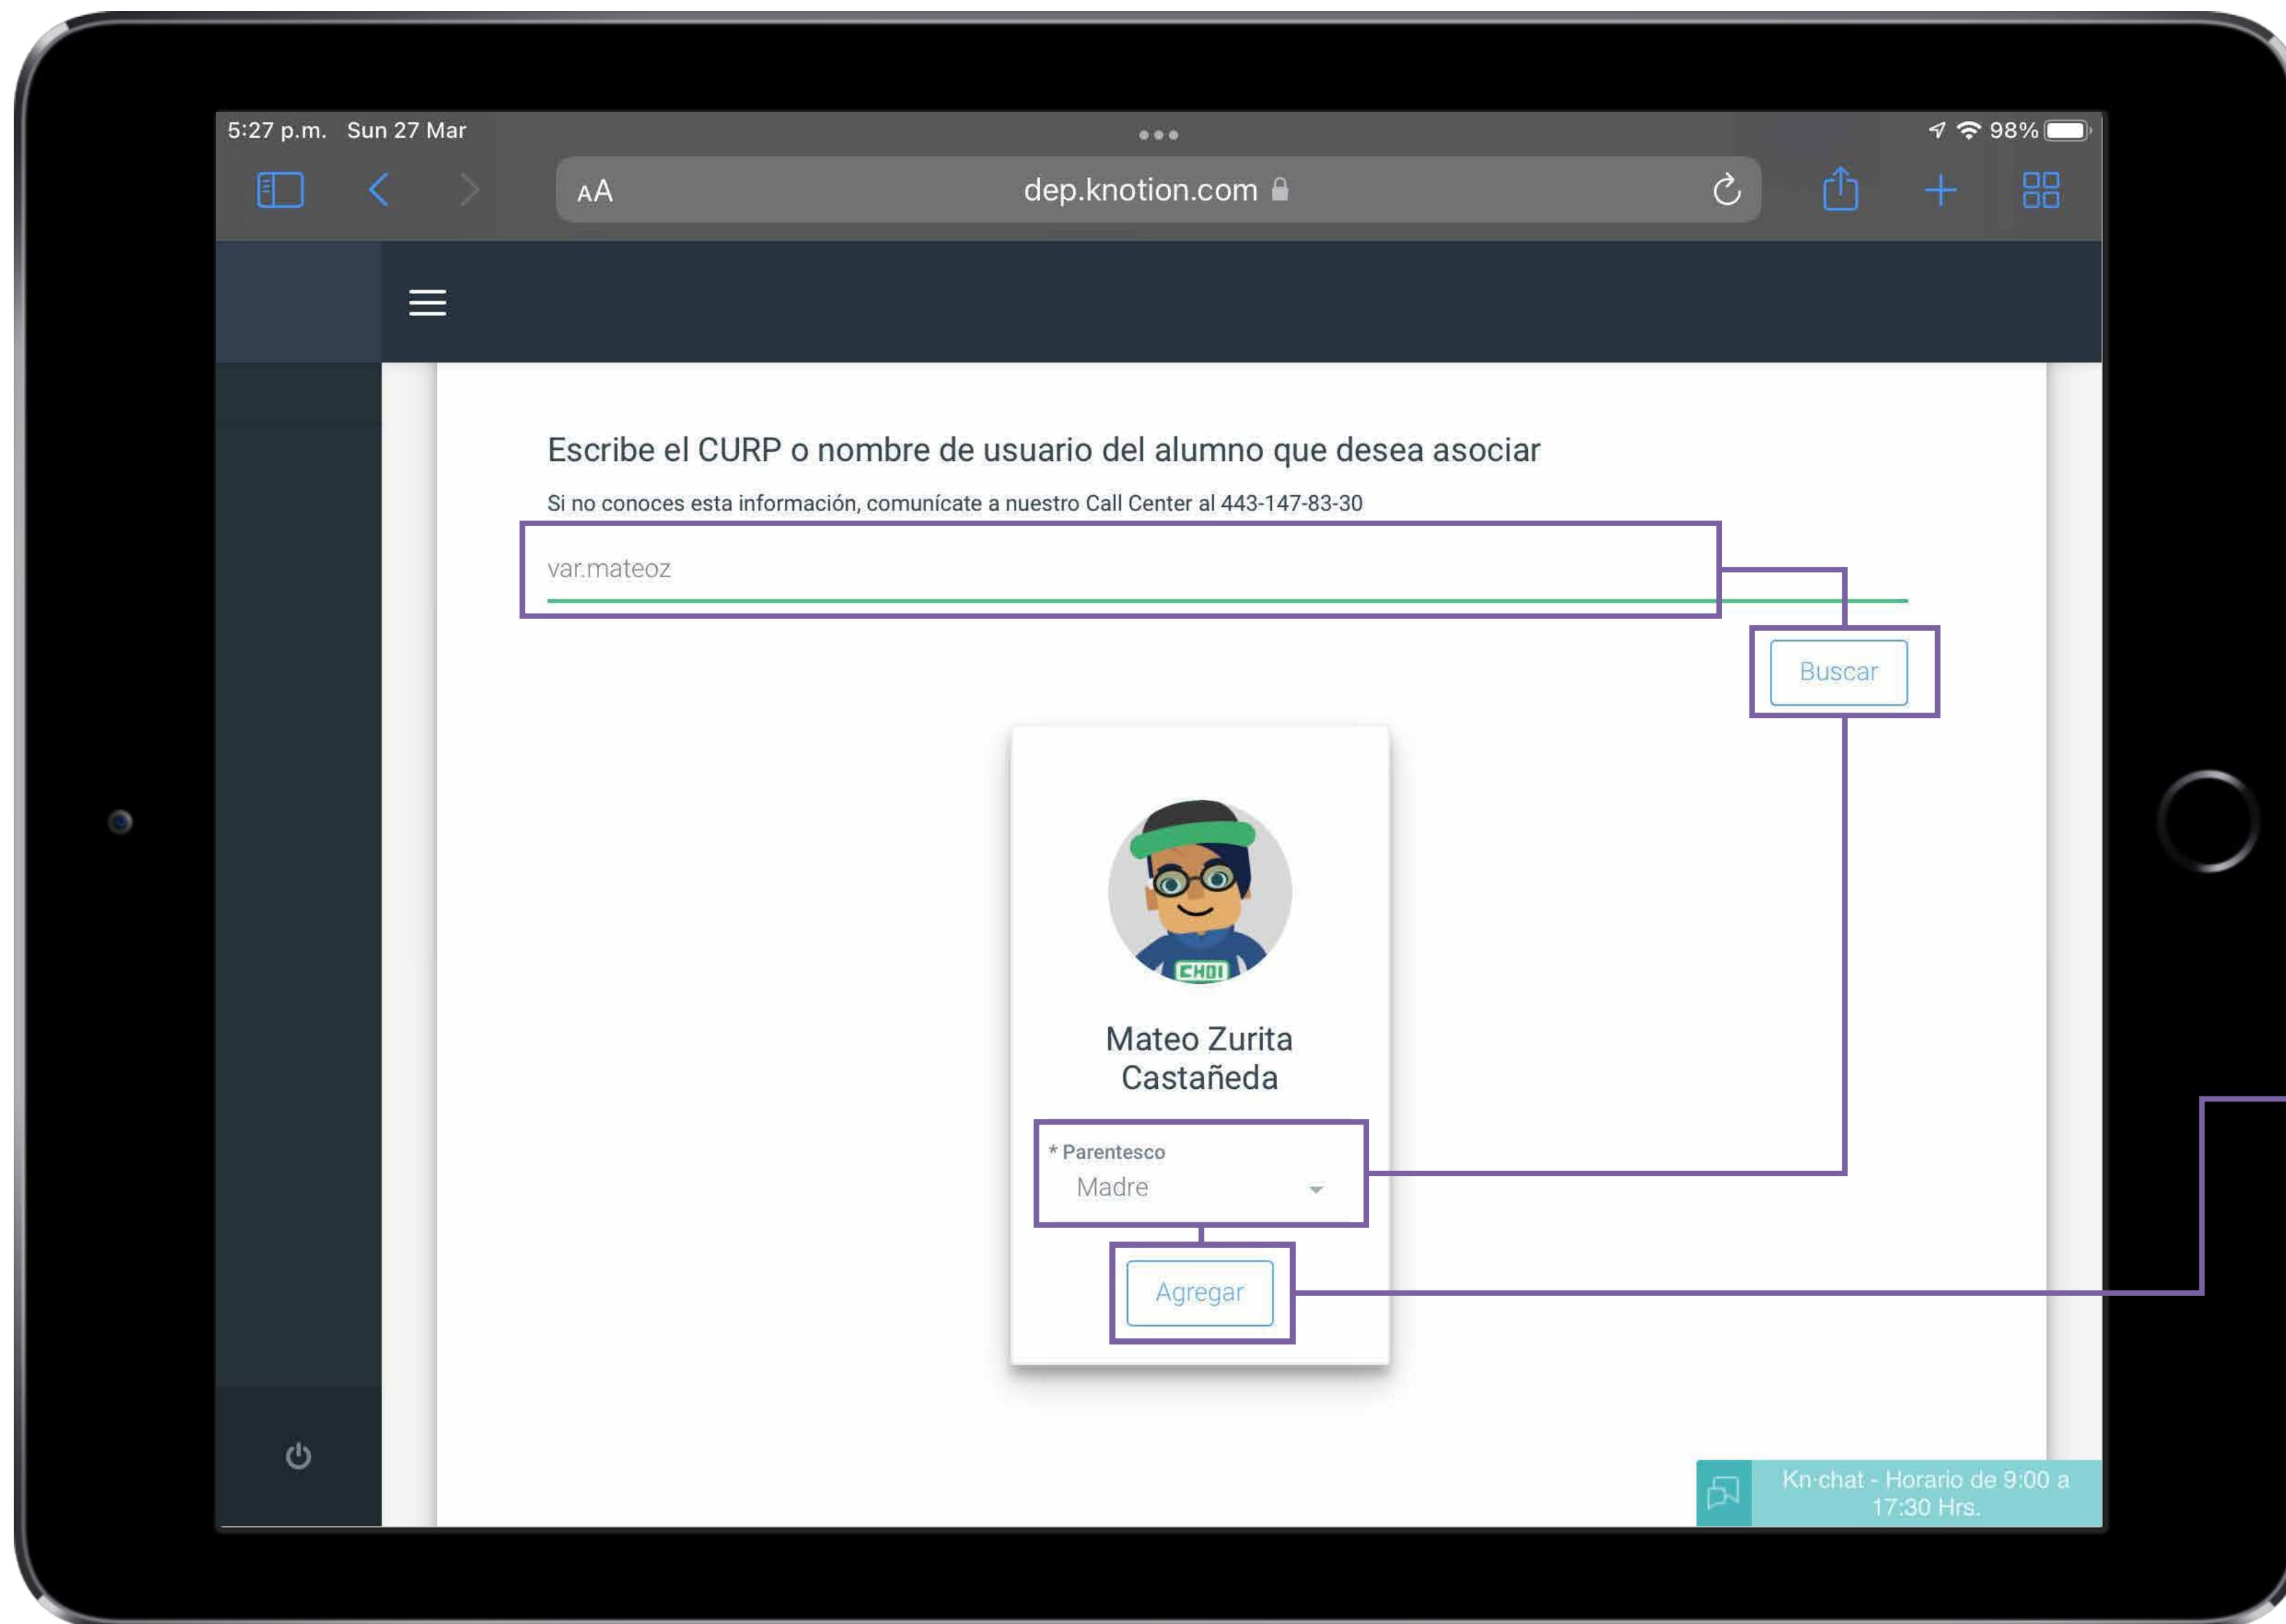 5:27 p.m. Sun 27 Mar
98%
AA
dep.knotion.com
Escribe el CURP o nombre de usuario del alumno que desea asociar
Si no conoces esta información, comunícate a nuestro Call Center al 443-147-83-30
var.mateoz
Buscar
CHOI
Mateo Zurita
Castañeda
* Parentesco
Madre
Agregar
Kn·chat - Horario de 9:00 a
17:30 Hrs.